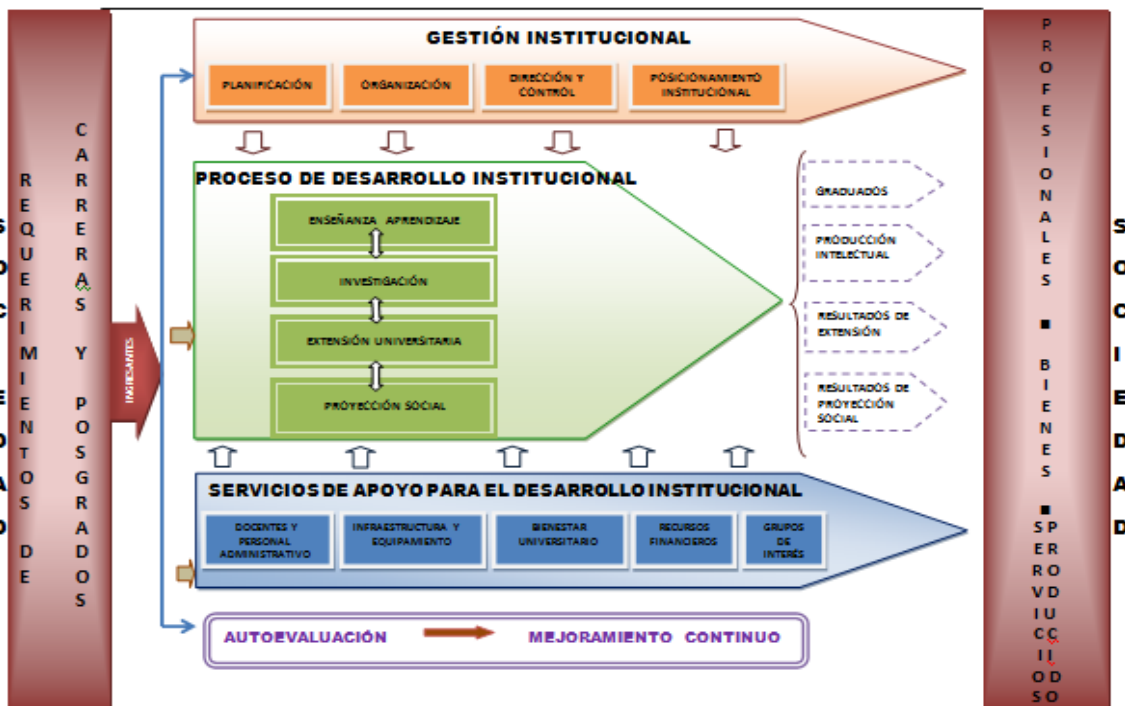 SOCIEDAD
REQUERIMIENTOS DE
CARRERAS Y POSGRADOS
INGRESANTES
GESTIÓN INSTITUCIONAL
PLANIFICACIÓN
ORGANIZACIÓN
DIRECCIÓN Y
CONTROL
POSICIONAMIENTO
INSTITUCIONAL
PROCESO DE DESARROLLO INSTITUCIONAL
ENSEÑANZA APRENDIZAJE
INVESTIGACIÓN
EXTENSIÓN UNIVERSITARIA
PROYECCIÓN SOCIAL
GRADUADOS
PRODUCCIÓN
INTELECTUAL
RESULTADOS DE
EXTENSIÓN
RESULTADOS DE
PROYECCIÓN
SOCIAL
SERVICIOS DE APOYO PARA EL DESARROLLO INSTITUCIONAL
DOCENTES Y
PERSONAL
ADMINISTRATIVO
INFRAESTRUCTURA Y
EQUIPAMIENTO
BIENESTAR
UNIVERSITARIO
RECURSOS
FINANCIEROS
GRUPOS
DE
INTERÉS
AUTOEVALUACIÓN
MEJORAMIENTO CONTINUO
PROFESIONALES ■ BIENES ■
SOCIEDAD